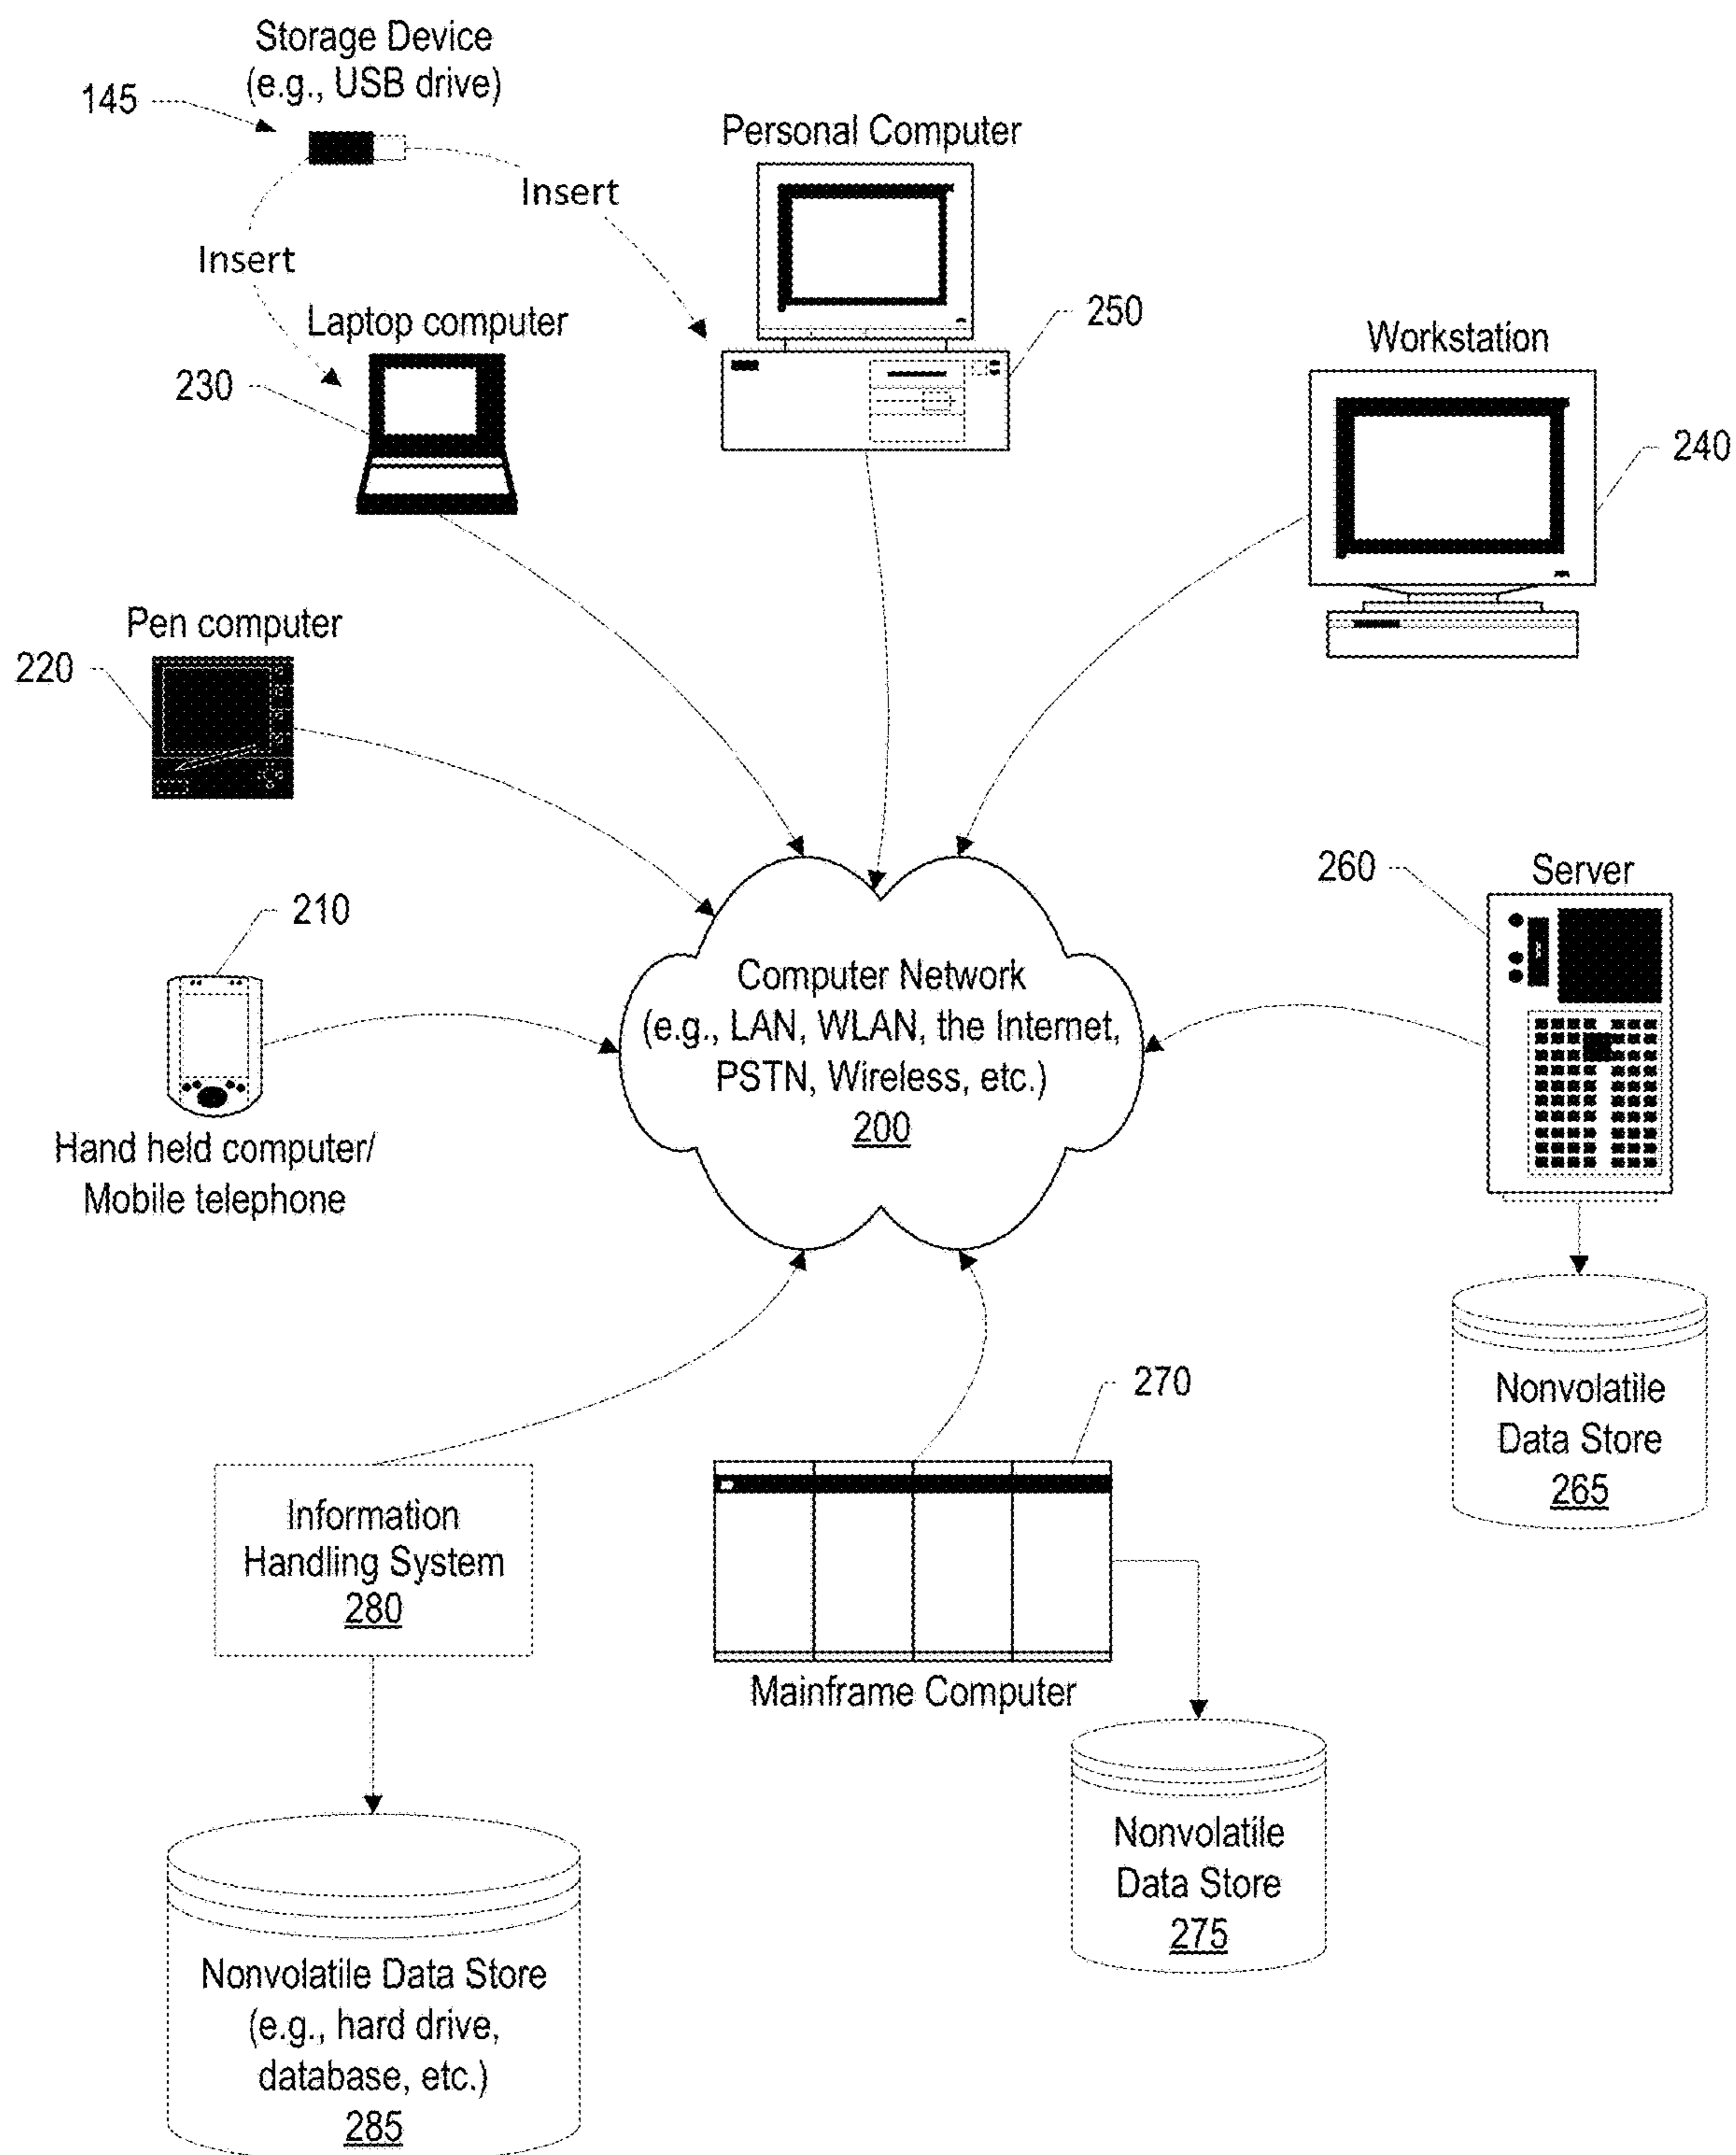 Storage Device
(e.g., USB drive)
145
Insert
Insert
Personal Computer
250
Laptop computer
230
Workstation
240
Pen computer
220
210
Hand held computer/
Mobile telephone
Computer Network
(e.g., LAN, WLAN, the Internet,
PSTN, Wireless, etc.)
200
260
Server
Nonvolatile
Data Store
265
Information
Handling System
280
270
Mainframe Computer
Nonvolatile
Data Store
275
Nonvolatile Data Store
(e.g., hard drive,
database, etc.)
285